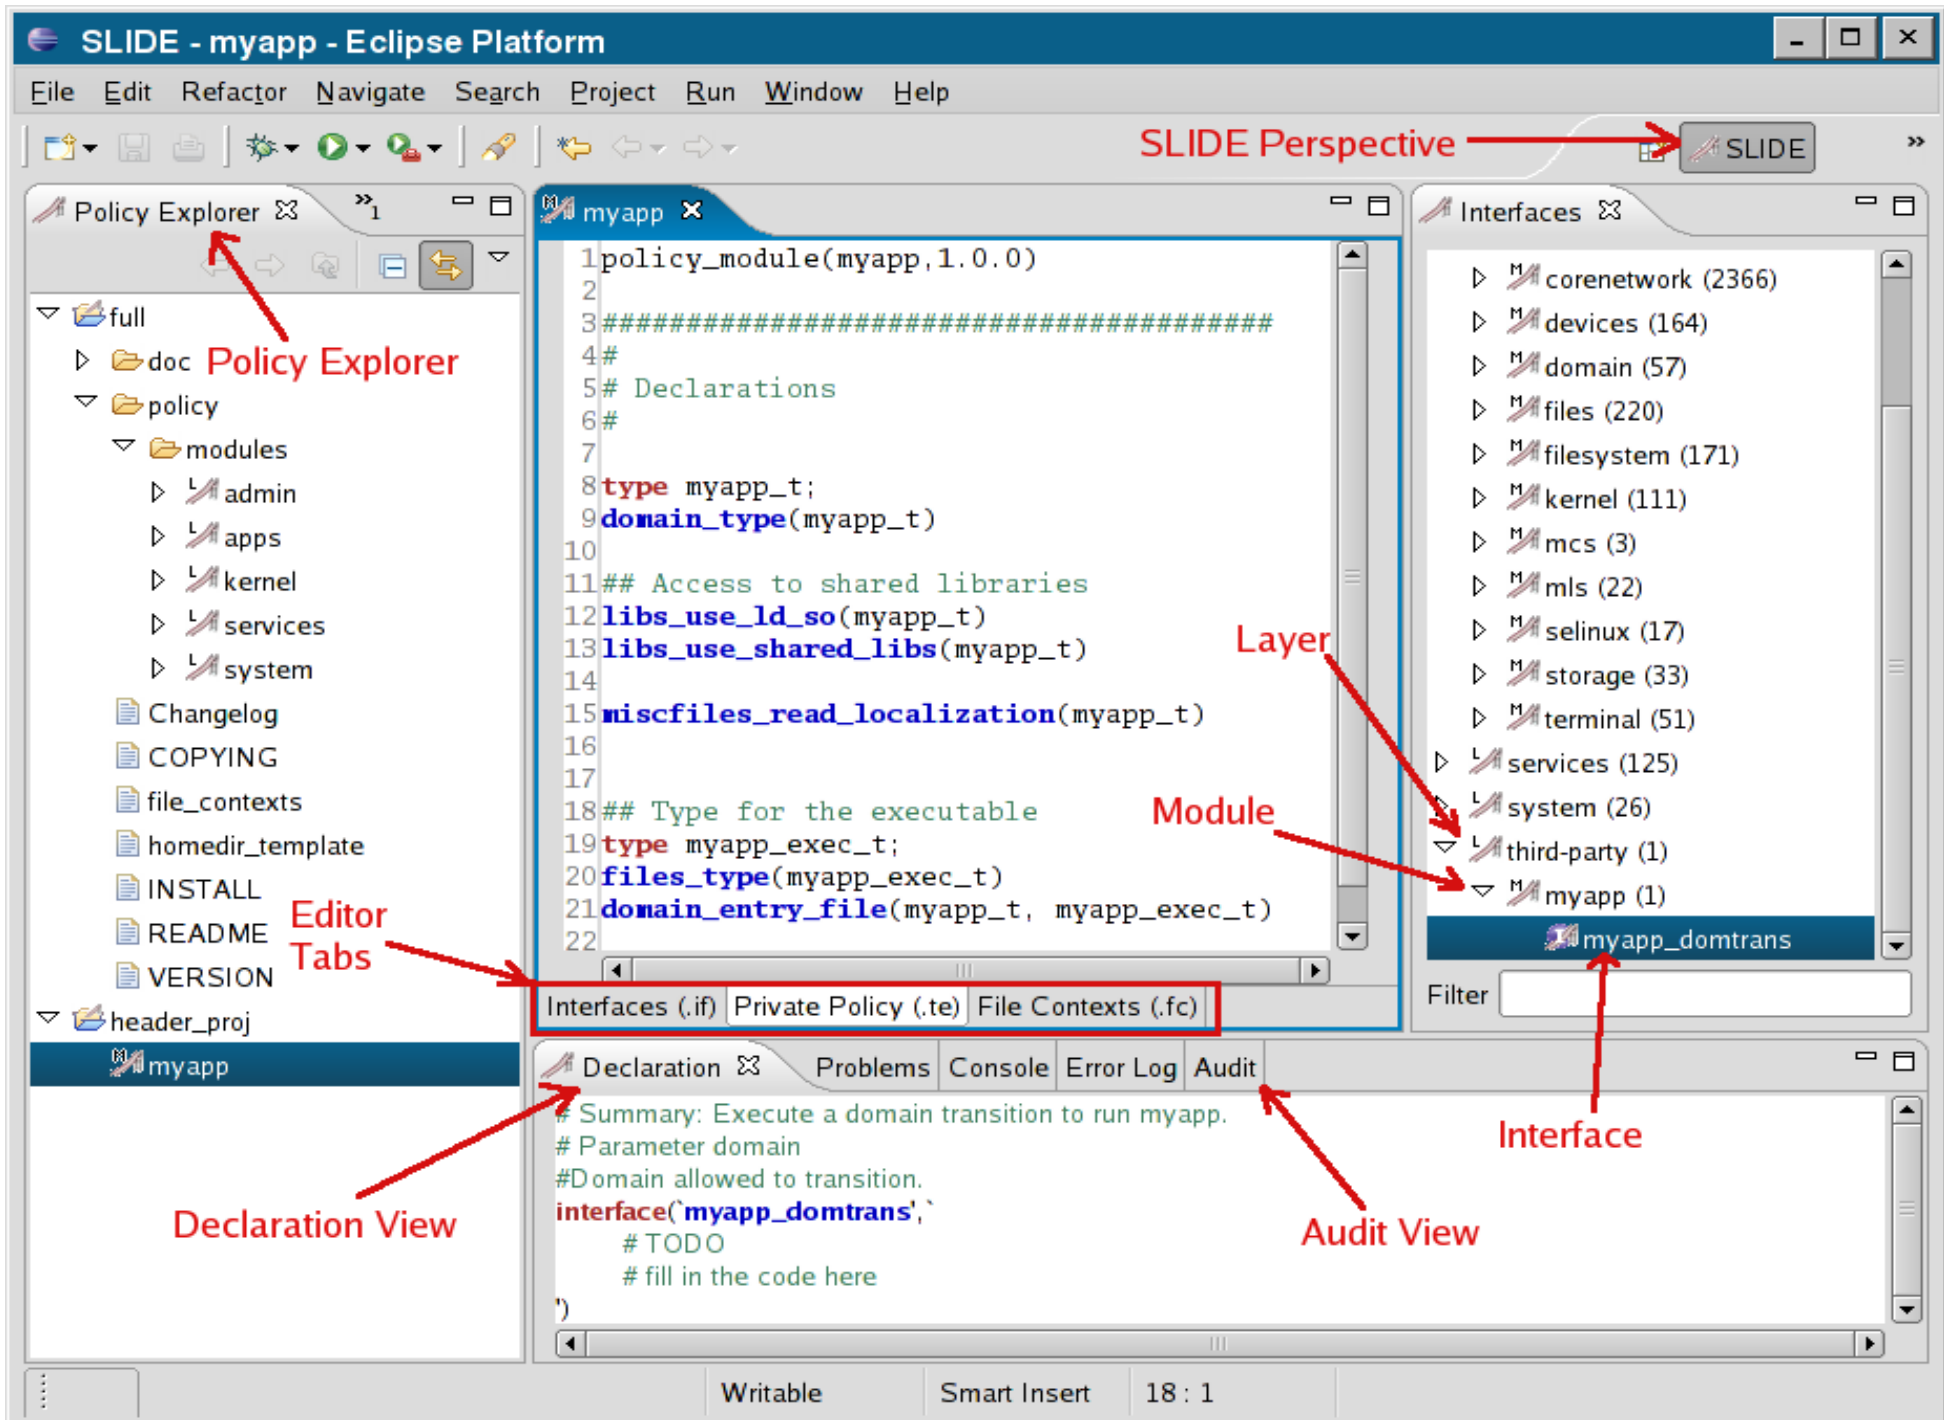 SLIDE - myapp - Eclipse Platform
File Edit Refactor Navigate Search Project Run Window Help
SLIDE Perspective
SLIDE
Policy Explorer
1
full
doc
Policy Explorer
policy
modules
admin
apps
kernel
services
system
Changelog
COPYING
file_contexts
homedir_template
INSTALL
README
VERSION
header_proj
myapp
Editor
Tabs
myapp
1 policy_module(myapp,1.0.0)
2
3 ########################################
4 #
5 # Declarations
6 #
7
8 type myapp_t;
9 domain_type(myapp_t)
10
11 ## Access to shared libraries
12 libs_use_ld_so(myapp_t)
13 libs_use_shared_libs(myapp_t)
14
15 miscfiles_read_localization(myapp_t)
16
17
18 ## Type for the executable
19 type myapp_exec_t;
20 files_type(myapp_exec_t)
21 domain_entry_file(myapp_t, myapp_exec_t)
22
Interfaces (.if) Private Policy (.te) File Contexts (.fc)
Interfaces
corenetwork (2366)
devices (164)
domain (57)
files (220)
filesystem (171)
kernel (111)
mcs (3)
mls (22)
selinux (17)
storage (33)
terminal (51)
services (125)
system (26)
third-party (1)
myapp (1)
myapp_domtrans
Filter
Layer
Module
Interface
Declaration Problems Console Error Log Audit
# Summary: Execute a domain transition to run myapp.
# Parameter domain
#Domain allowed to transition.
interface(`myapp_domtrans',`
# TODO
# fill in the code here
')
Declaration View
Audit View
Writable Smart Insert 18 : 1